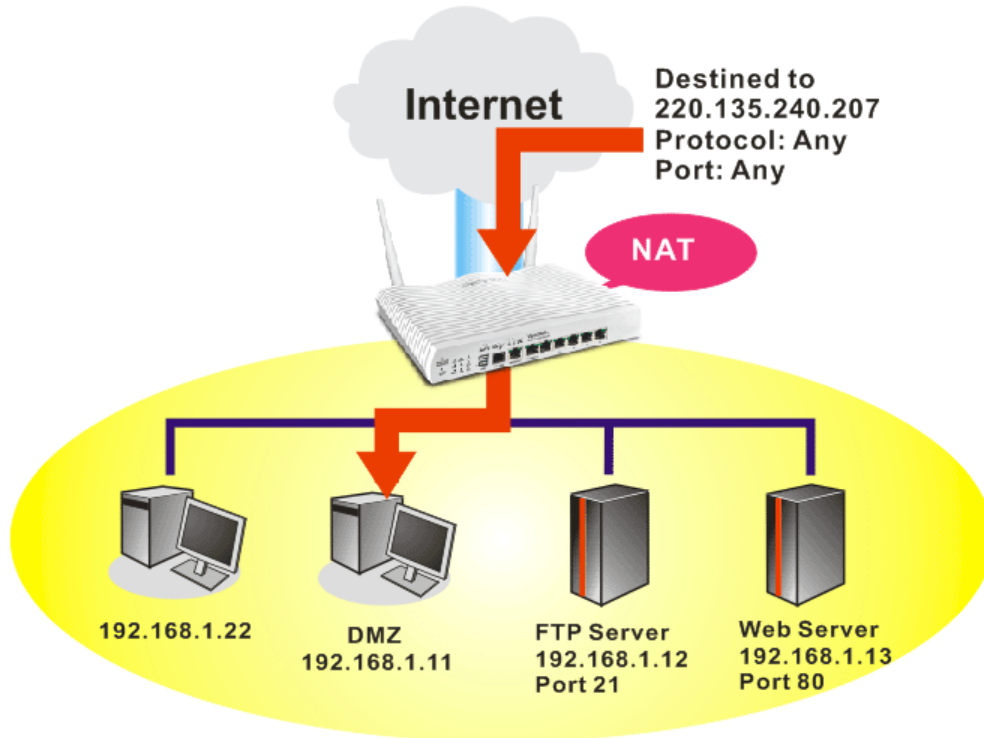 Internet
Destined to
220.135.240.207
Protocol: Any
Port: Any
NAT
192.168.1.22
DMZ
192.168.1.11
FTP Server
192.168.1.12
Port 21
Web Server
192.168.1.13
Port 80